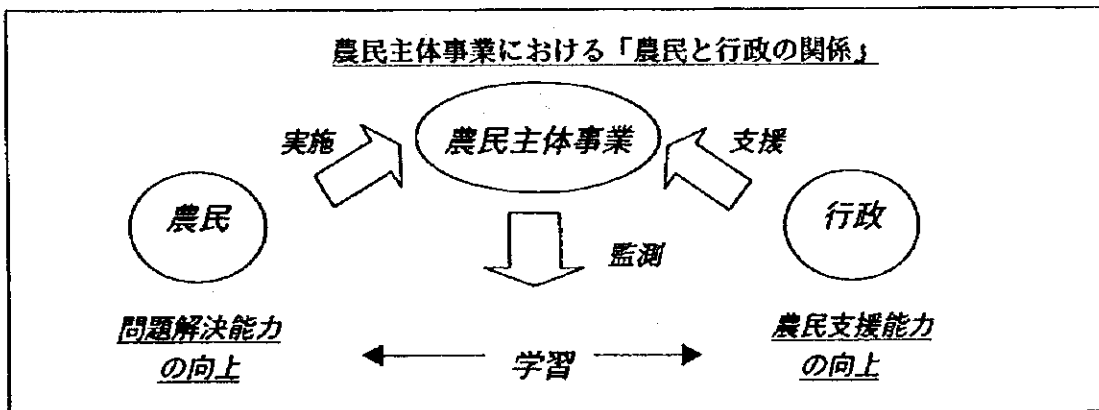 農民主体事業における「農民と行政の関係」
実施
農民主体事業
支援
農民
行政
監測
問題解決能力
の向上
学習
農民支援能力
の向上